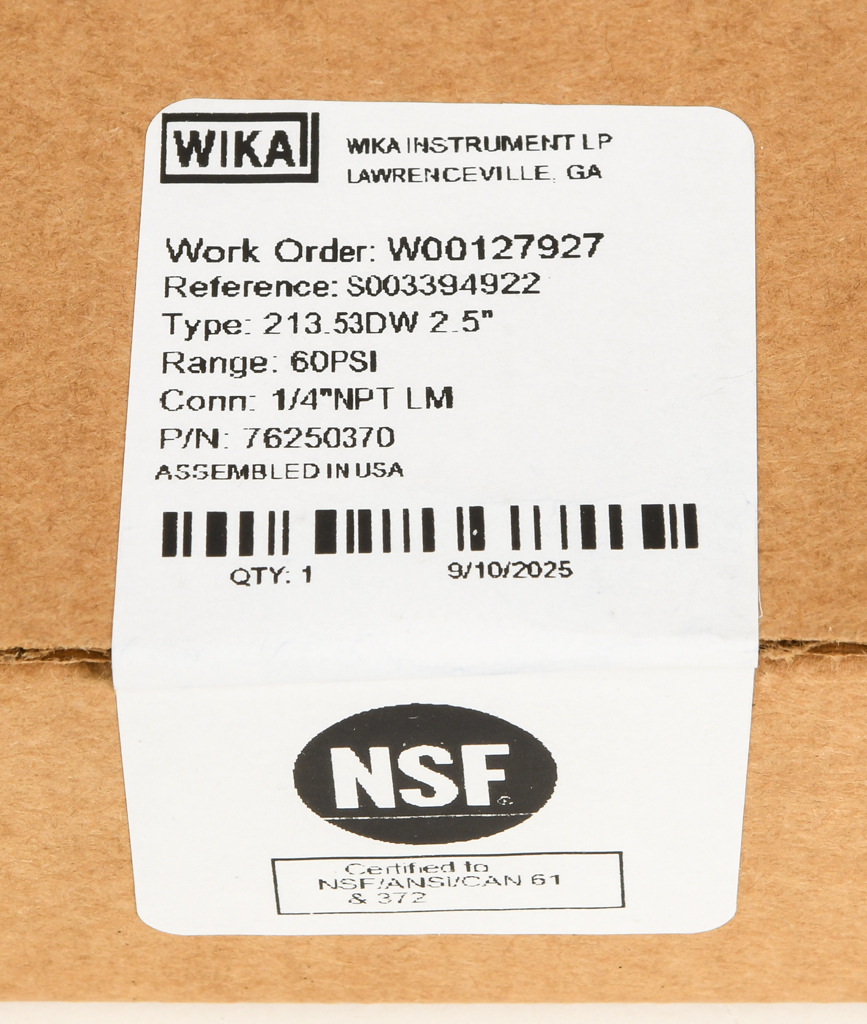 WIKA
WIKA INSTRUMENT LP
LAWRENCEVILLE, GA
Work Order: W00127927
Reference: S003394922
Type: 213.53DW 2.5"
Range: 60PSI
Conn: 1/4"NPT LM
P/N: 76250370
ASSEMBLED IN USA
QTY: 1 9/10/2025
NSF®
Certified to
NSF/ANSI/CAN 61
& 372